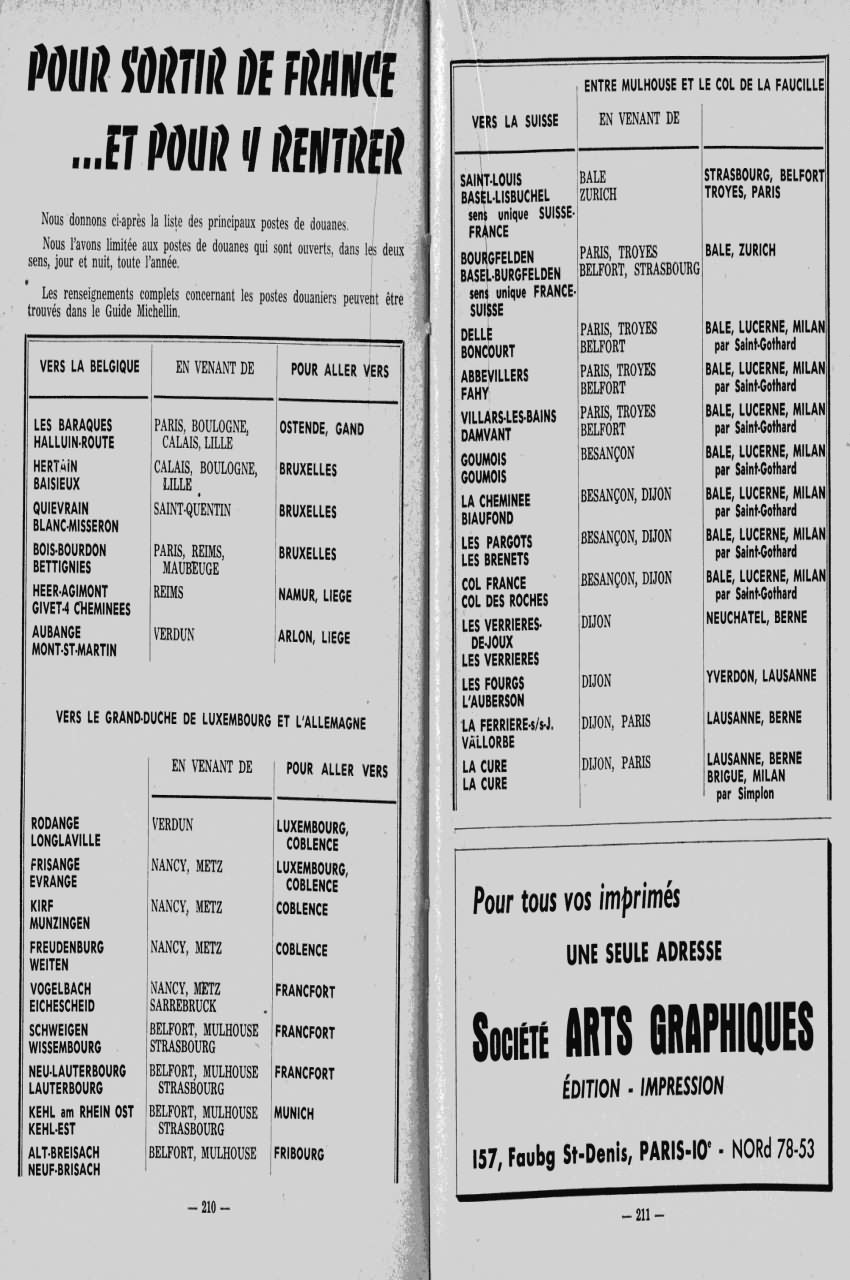 POUR SORTIR DE FRANCE
...ET POUR Y RENTRER
Nous donnons ci-après la liste des principaux postes de douanes.
Nous l'avons limitée aux postes de douanes qui sont ouverts, dans les deux
sens, jour et nuit, toute l'année.
Les renseignements complets concernant les postes douaniers peuvent être
trouvés dans le Guide Michellin.
VERS LA BELGIQUE EN VENANT DE POUR ALLER VERS
LES BARAQUES PARIS, BOULOGNE, OSTENDE, GAND
HALLUIN-ROUTE CALAIS, LILLE
HERTAIN CALAIS, BOULOGNE, BRUXELLES
BAISIEUX LILLE
QUIEVRAIN SAINT-QUENTIN BRUXELLES
BLANC-MISSERON
BOIS-BOURDON PARIS, REIMS, BRUXELLES
BETTIGNIES MAUBEUGE
HEER-AGIMONT REIMS NAMUR, LIEGE
GIVET-4 CHEMINEES
AUBANGE VERDUN ARLON, LIEGE
MONT-ST-MARTIN
VERS LE GRAND-DUCHE DE LUXEMBOURG ET L'ALLEMAGNE
EN VENANT DE POUR ALLER VERS
RODANGE VERDUN LUXEMBOURG,
LONGLAVILLE COBLENCE
FRISANGE NANCY, METZ LUXEMBOURG,
EVRANGE COBLENCE
KIRF NANCY, METZ COBLENCE
MUNZINGEN
FREUDENBURG NANCY, METZ COBLENCE
WEITEN
VOGELBACH NANCY, METZ FRANCFORT
EICHESCHEID SARREBRUCK
SCHWEIGEN BELFORT, MULHOUSE FRANCFORT
WISSEMBOURG STRASBOURG
NEU-LAUTERBOURG BELFORT, MULHOUSE FRANCFORT
LAUTERBOURG STRASBOURG
KEHL am RHEIN OST BELFORT, MULHOUSE MUNICH
KEHL-EST STRASBOURG
ALT-BREISACH BELFORT, MULHOUSE FRIBOURG
NEUF-BRISACH
— 210 —
ENTRE MULHOUSE ET LE COL DE LA FAUCILLE
VERS LA SUISSE EN VENANT DE
SAINT-LOUIS BALE STRASBOURG, BELFORT
BASEL-LISBUCHEL ZURICH TROYES, PARIS
sens unique SUISSE-
FRANCE
BOURGFELDEN PARIS, TROYES BALE, ZURICH
BASEL-BURGFELDEN BELFORT, STRASBOURG
sens unique FRANCE-
SUISSE
DELLE PARIS, TROYES BALE, LUCERNE, MILAN
BONCOURT BELFORT par Saint-Gothard
ABBEVILLERS PARIS, TROYES BALE, LUCERNE, MILAN
FAHY BELFORT par Saint-Gothard
VILLARS-LES-BAINS PARIS, TROYES BALE, LUCERNE, MILAN
DAMVANT BELFORT par Saint-Gothard
GOUMOIS BESANÇON BALE, LUCERNE, MILAN
GOUMOIS par Saint-Gothard
LA CHEMINEE BESANÇON, DIJON BALE, LUCERNE, MILAN
BIAUFOND par Saint-Gothard
LES PARGOTS BESANÇON, DIJON BALE, LUCERNE, MILAN
LES BRENETS par Saint-Gothard
COL FRANCE BESANÇON, DIJON BALE, LUCERNE, MILAN
COL DES ROCHES par Saint-Gothard
LES VERRIERES- DIJON NEUCHATEL, BERNE
DE-JOUX
LES VERRIERES
LES FOURGS DIJON YVERDON, LAUSANNE
L'AUBERSON
LA FERRIERE-s/s-J. DIJON, PARIS LAUSANNE, BERNE
VALLORBE
LA CURE DIJON, PARIS LAUSANNE, BERNE
LA CURE BRIGUE, MILAN
par Simplon
Pour tous vos imprimés
UNE SEULE ADRESSE
SOCIÉTÉ ARTS GRAPHIQUES
ÉDITION - IMPRESSION
157, Faubg St-Denis, PARIS-10e - NORd 78-53
— 211 —